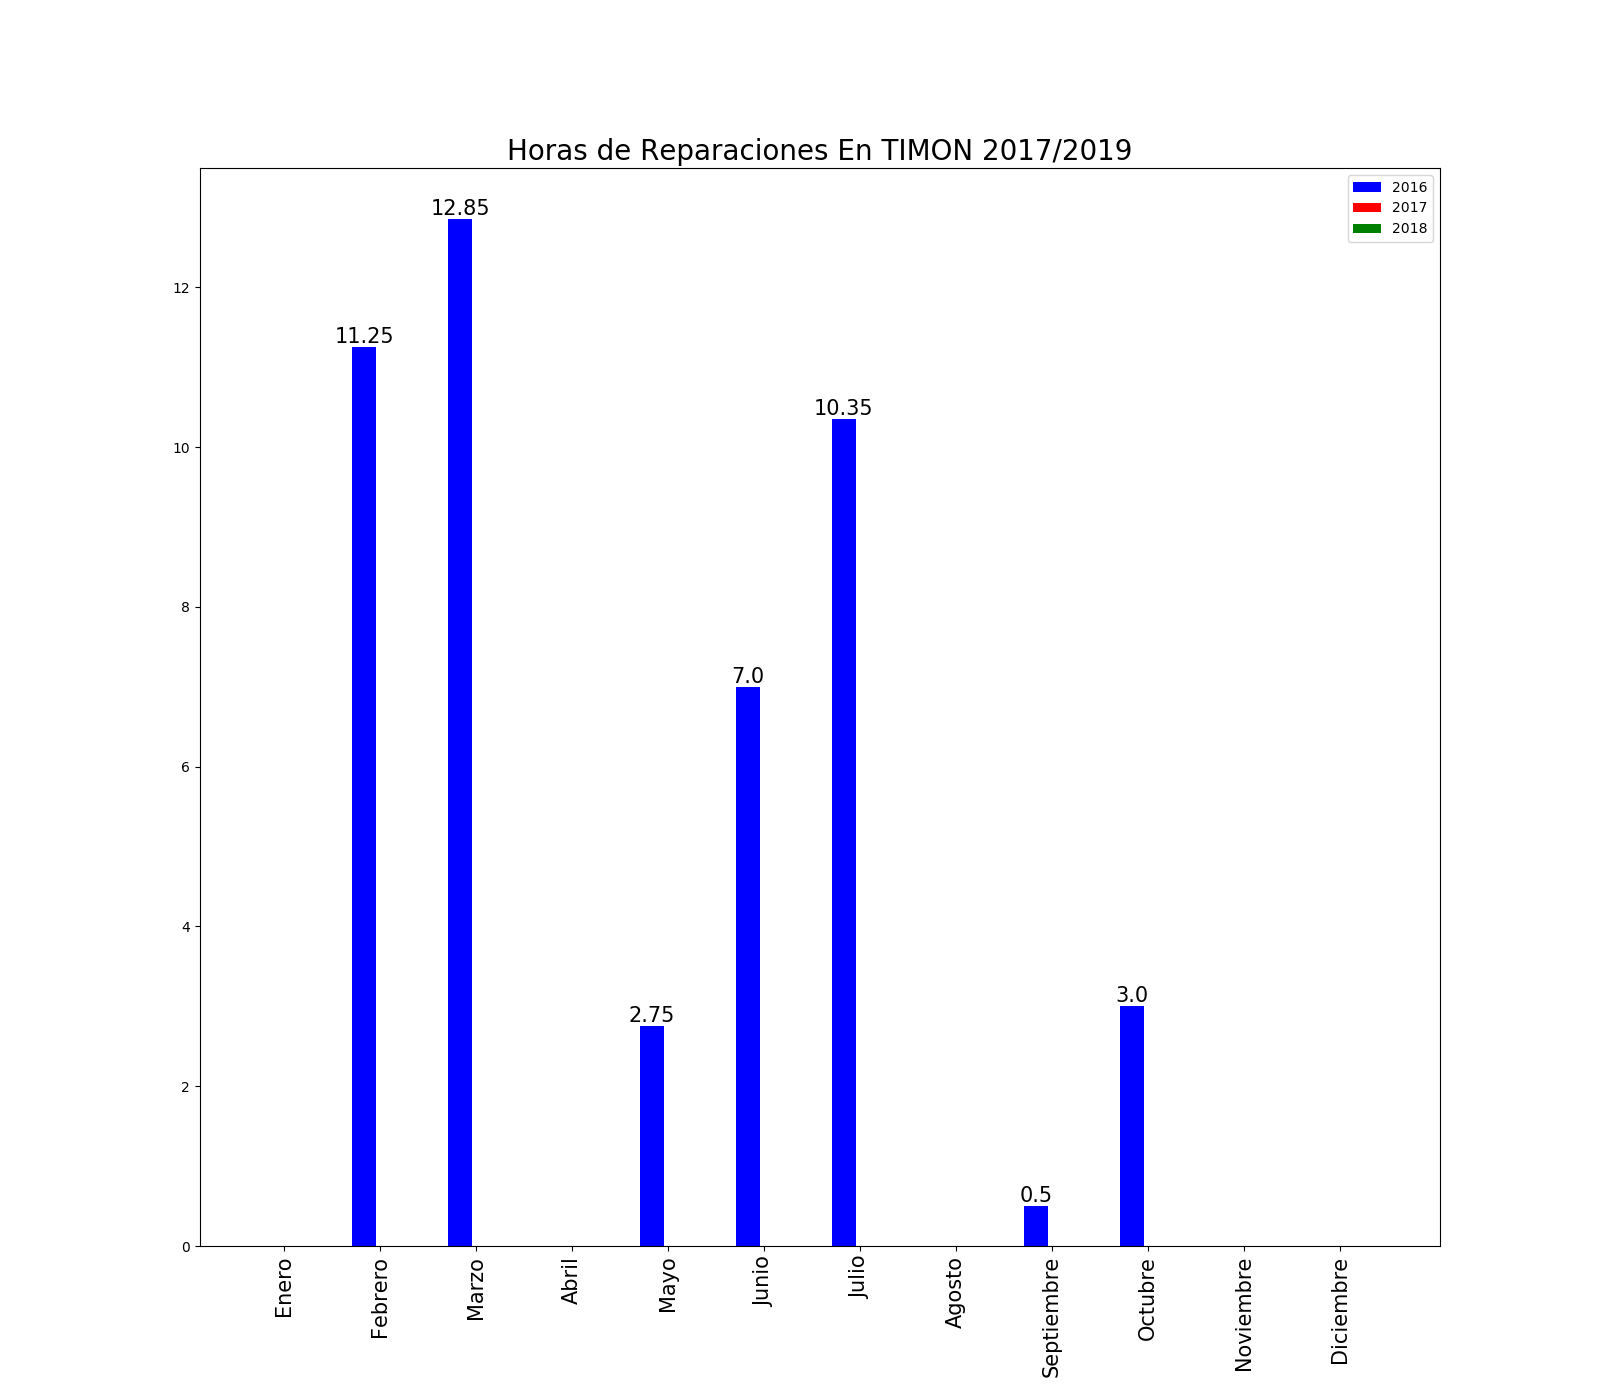 Horas de Reparaciones En TIMON 2017/2019
2016
2017
2018
12.85
11.25
10.35
7.0
2.75
0.5
3.0
12
10
8
6
4
2
0
Enero
Febrero
Marzo
Abril
Mayo
Junio
Julio
Agosto
Septiembre
Octubre
Noviembre
Diciembre